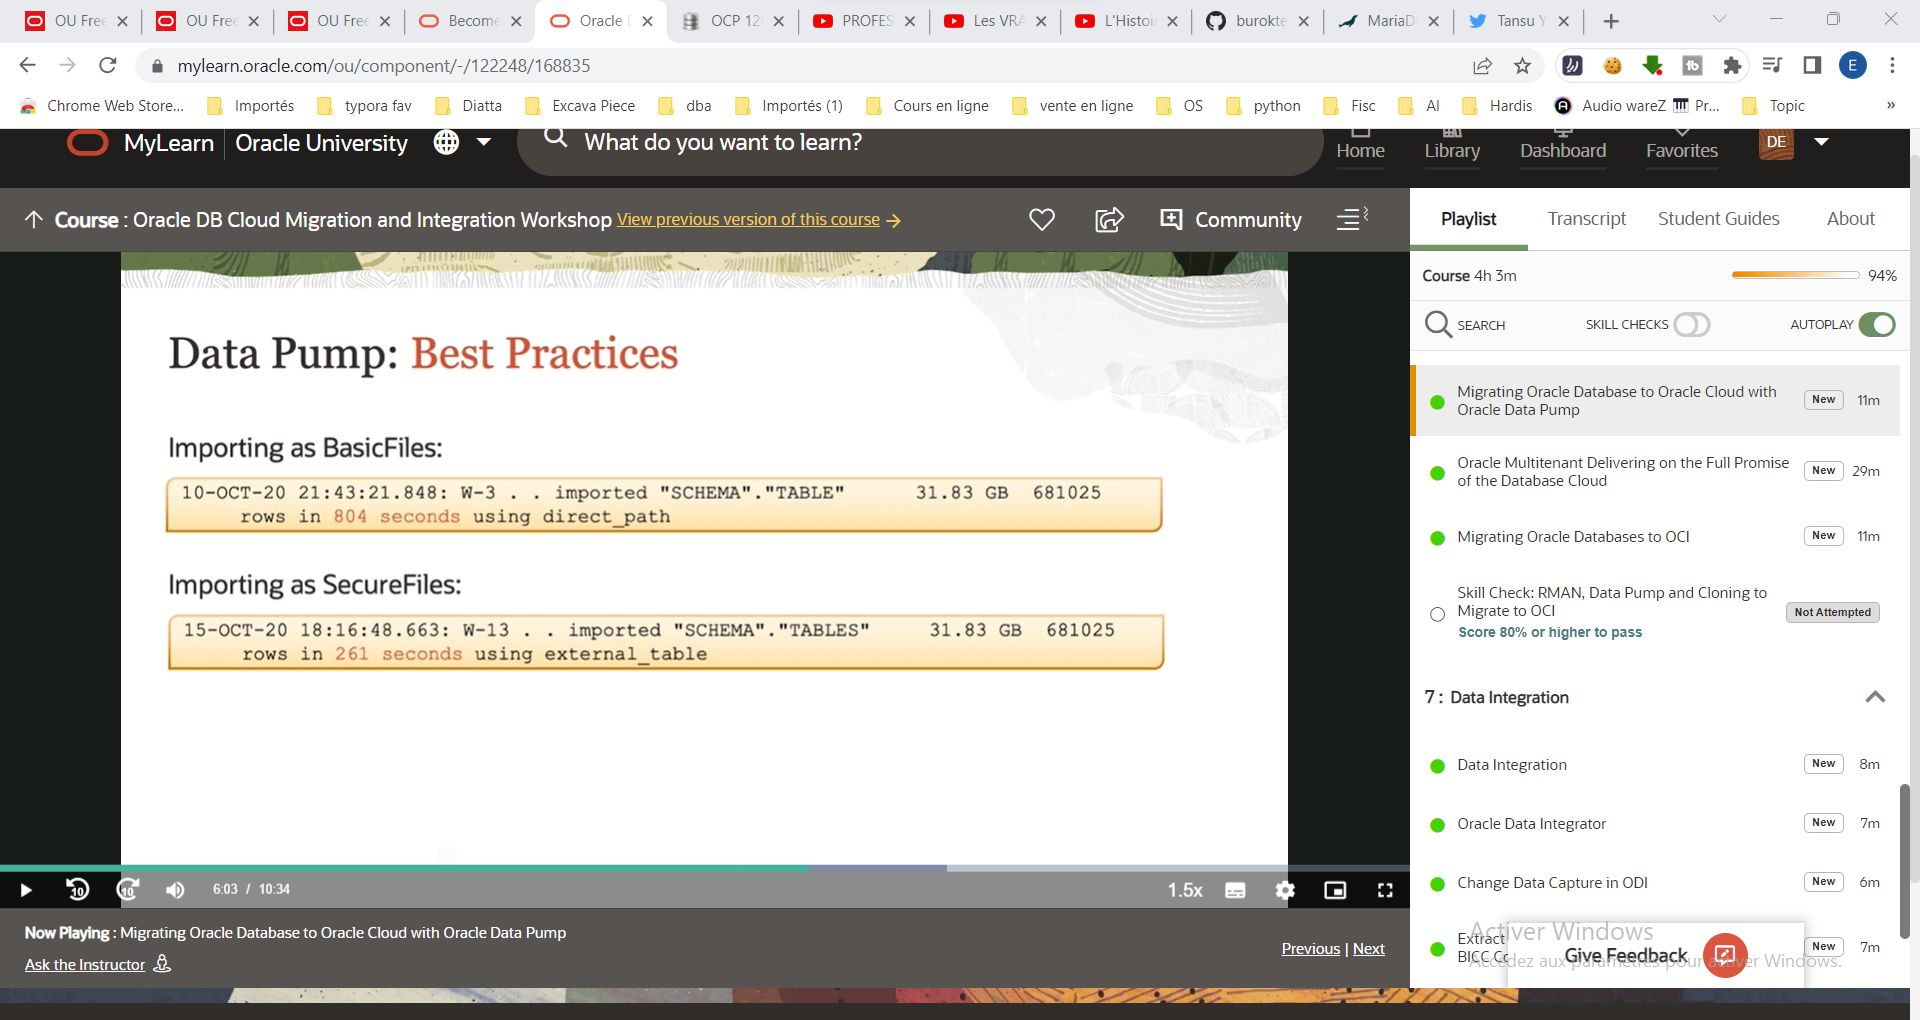 OU Free
OU Free
OU Free
Become
Oracle
OCP 12
PROFES
Les VRA
L'Histoi
burokte
MariaD
Tansu Y
mylearn.oracle.com/ou/component/-/122248/168835
E
Chrome Web Store...
Importés
typora fav
Diatta
Excava Piece
dba
Importés (1)
Cours en ligne
vente en ligne
OS
python
Fisc
AI
Hardis
Audio wareZ
Pr...
Topic
»
MyLearn
Oracle University
What do you want to learn?
Home
Library
Dashboard
Favorites
DE
Course : Oracle DB Cloud Migration and Integration Workshop View previous version of this course →
Community
Data Pump: Best Practices
Importing as BasicFiles:
10-OCT-20 21:43:21.848: W-3 . . imported "SCHEMA"."TABLE" 31.83 GB 681025
rows in 804 seconds using direct_path
Importing as SecureFiles:
15-OCT-20 18:16:48.663: W-13 . . imported "SCHEMA"."TABLES" 31.83 GB 681025
rows in 261 seconds using external_table
10
10
6:03 / 10:34
1.5x
Now Playing : Migrating Oracle Database to Oracle Cloud with Oracle Data Pump
Ask the Instructor
Previous | Next
Playlist
Transcript
Student Guides
About
Course 4h 3m
94%
SEARCH
SKILL CHECKS
AUTOPLAY
Migrating Oracle Database to Oracle Cloud with
Oracle Data Pump
New
11m
Oracle Multitenant Delivering on the Full Promise
of the Database Cloud
New
29m
Migrating Oracle Databases to OCI
New
11m
Skill Check: RMAN, Data Pump and Cloning to
Migrate to OCI
Score 80% or higher to pass
Not Attempted
7 : Data Integration
Data Integration
New
8m
Oracle Data Integrator
New
7m
Change Data Capture in ODI
New
6m
Extract
BICC
New
7m
Give Feedback
Activer Windows
Accédez aux paramètres pour activer Windows.